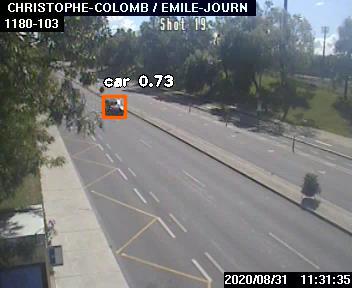 CHRISTOPHE-COLOMB / EMILE-JOURN
1180-103
Shot 19
car 0.73
2020/08/31 11:31:35